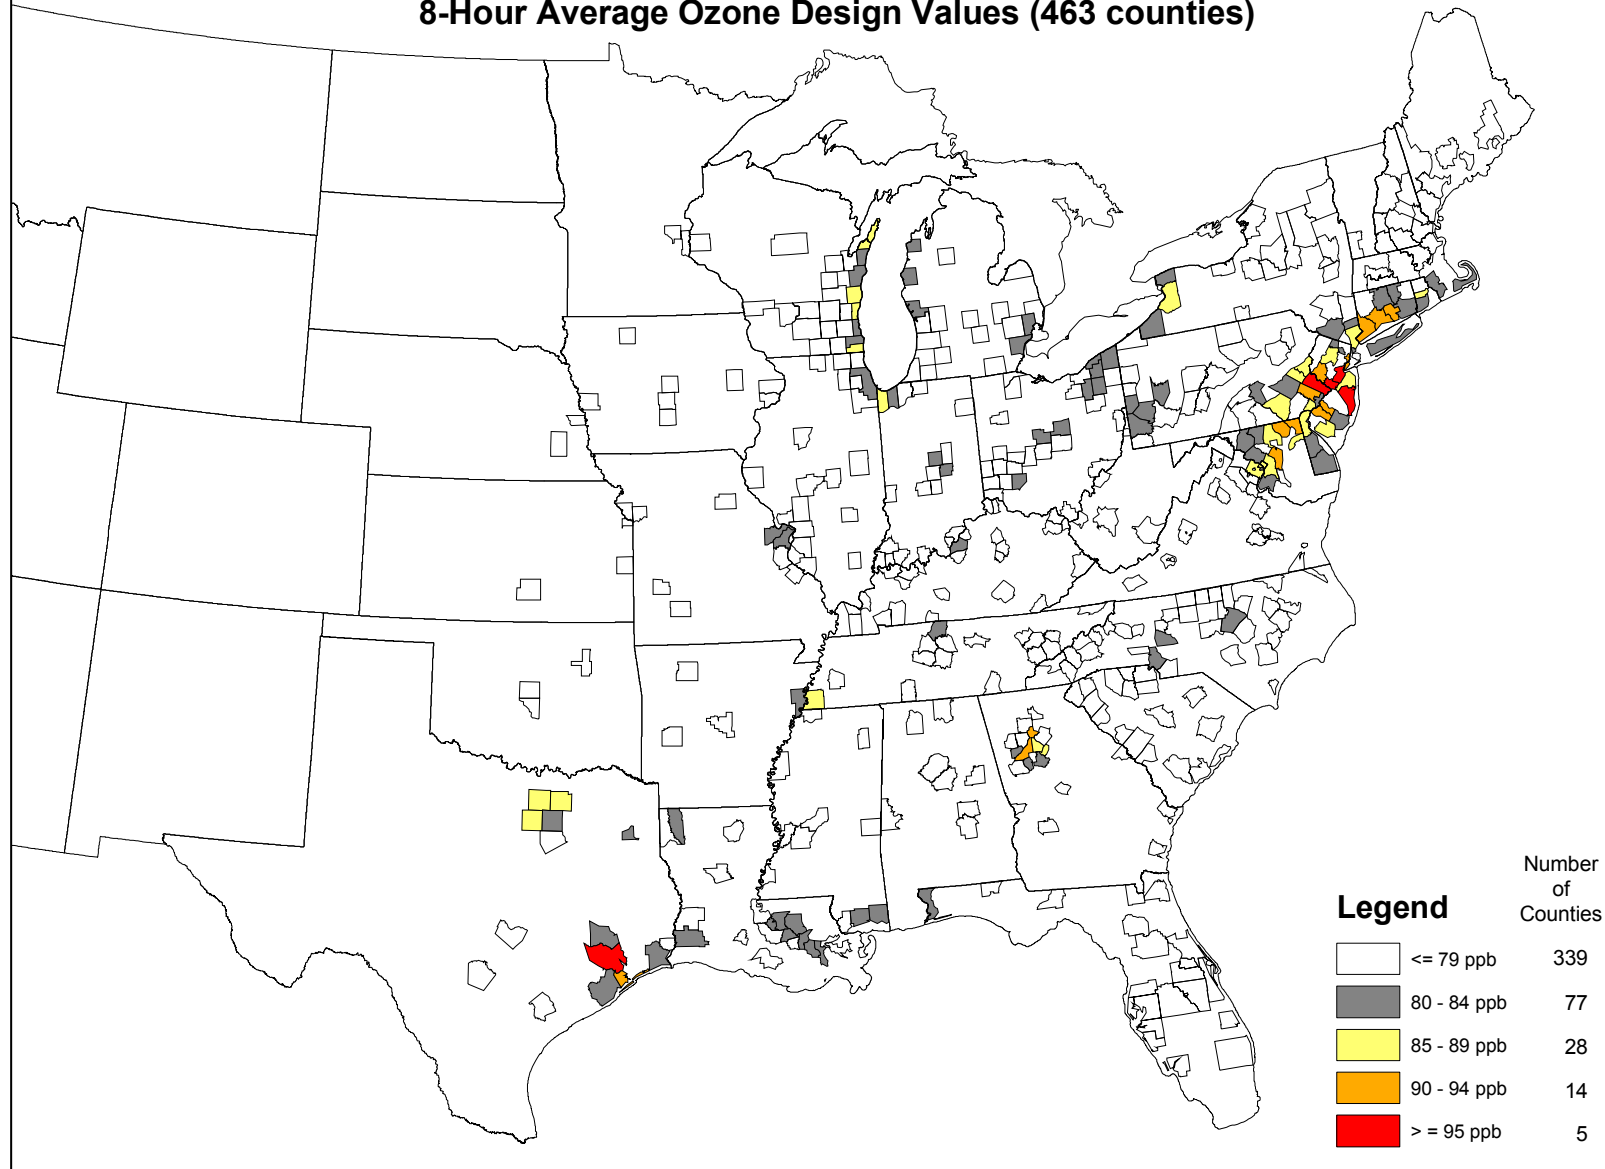 8-Hour Average Ozone Design Values (463 counties)
Number
of
Counties
Legend
<= 79 ppb 339
80 - 84 ppb 77
85 - 89 ppb 28
90 - 94 ppb 14
> = 95 ppb 5